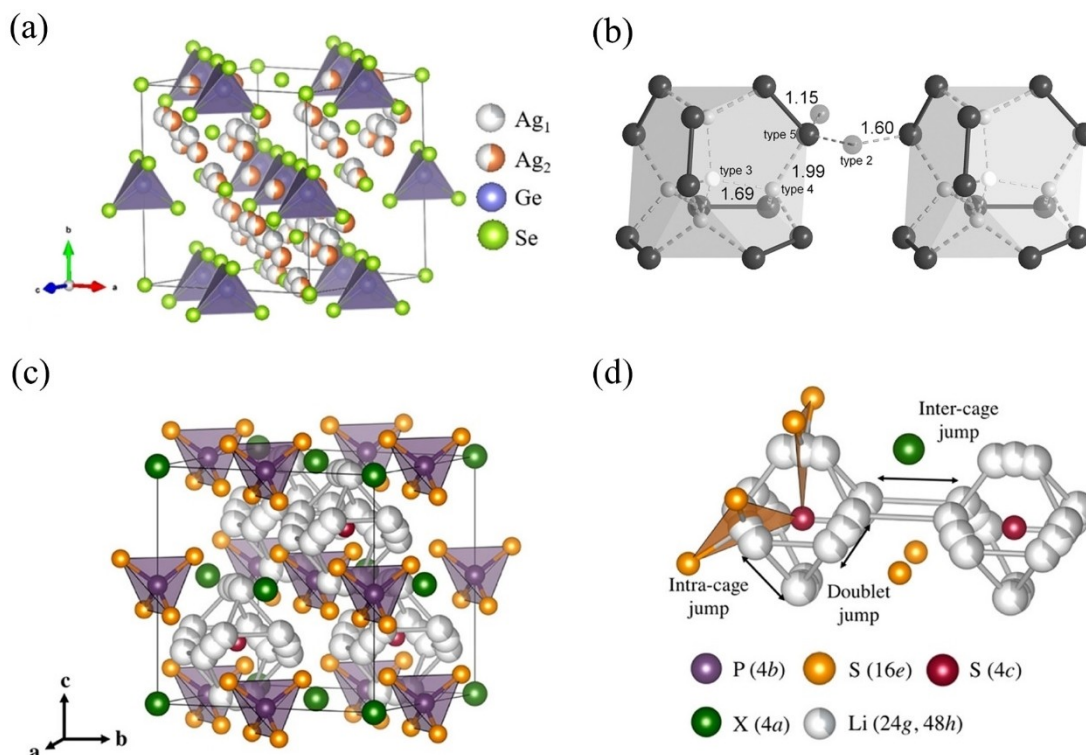 (a)
Ag1
Ag2
Ge
Se
b
c
a
(b)
1.15
type 5
1.60
type 2
type 3
1.99
1.69
type 4
(c)
c
b
a
(d)
Inter-cage
jump
Intra-cage
jump
Doublet
jump
P (4b)
S (16e)
S (4c)
X (4a)
Li (24g, 48h)